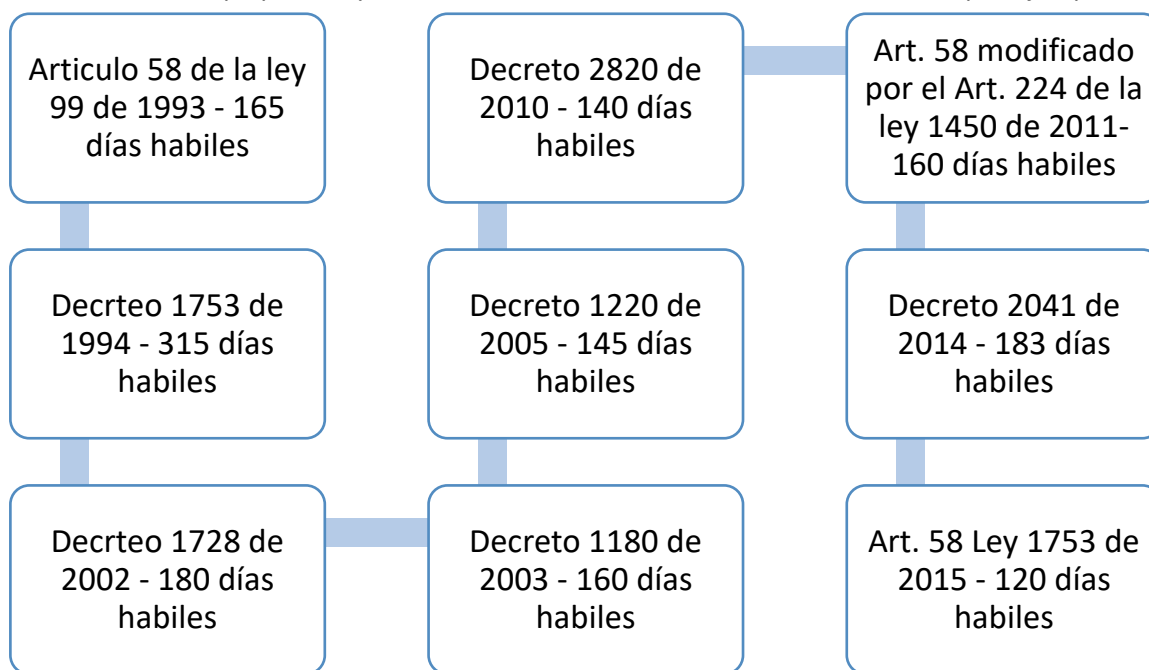 Articulo 58 de la ley
99 de 1993 - 165
días habiles
Decrteo 1753 de
1994 - 315 días
habiles
Decrteo 1728 de
2002 - 180 días
habiles
Decreto 1180 de
2003 - 160 días
habiles
Decreto 1220 de
2005 - 145 días
habiles
Decreto 2820 de
2010 - 140 días
habiles
Art. 58 modificado
por el Art. 224 de la
ley 1450 de 2011-
160 días habiles
Decreto 2041 de
2014 - 183 días
habiles
Art. 58 Ley 1753 de
2015 - 120 días
habiles